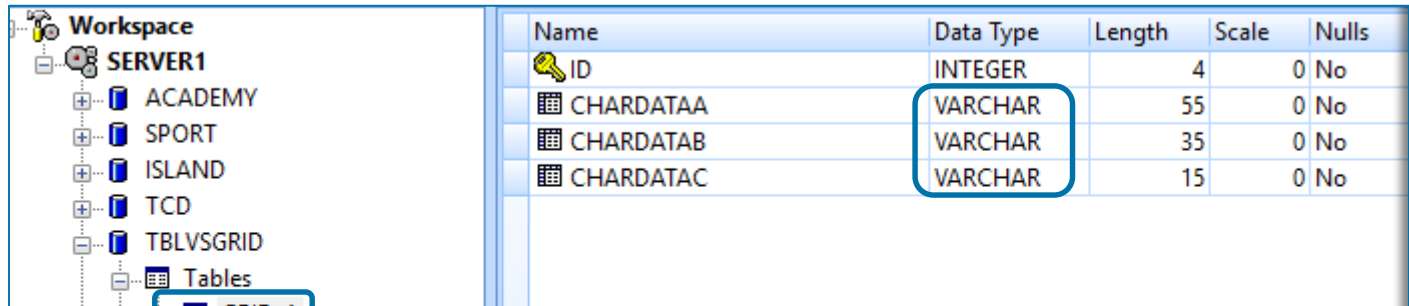 Workspace
SERVER1
ACADEMY
SPORT
ISLAND
TCD
TBLVSGRID
Tables
Name Data Type Length Scale Nulls
ID INTEGER 4 0 No
CHARDATAA VARCHAR 55 0 No
CHARDATAB VARCHAR 35 0 No
CHARDATAC VARCHAR 15 0 No